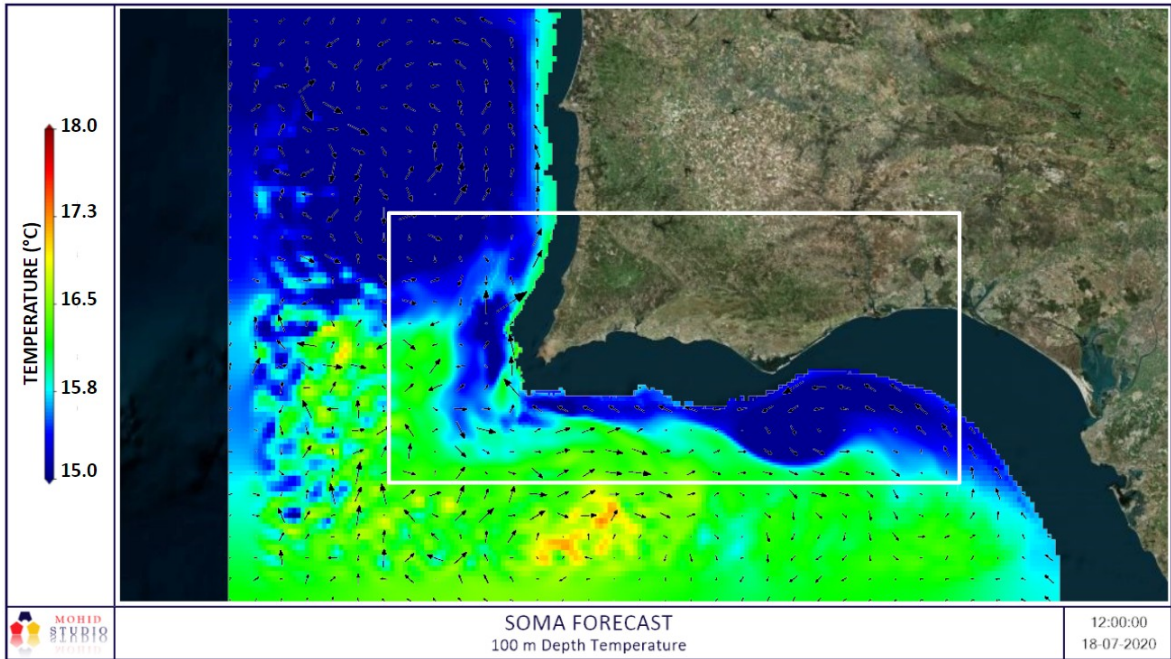 TEMPERATURE (°C)
18.0
17.3
16.5
15.8
15.0
MOHID
STUDIO
SOMA FORECAST
100 m Depth Temperature
12:00:00
18-07-2020